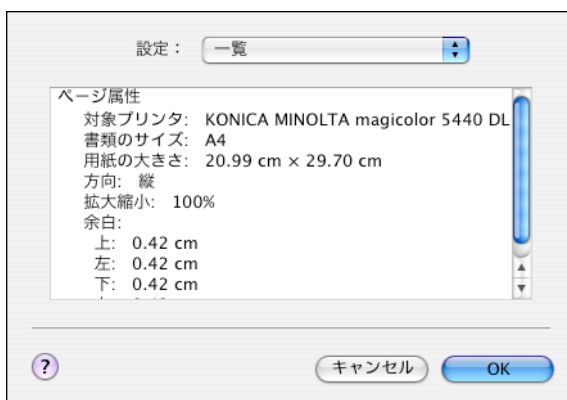 設定： 一覧
ページ属性
対象プリンタ: KONICA MINOLTA magicolor 5440 DL
書類のサイズ: A4
用紙の大きさ: 20.99 cm × 29.70 cm
方向: 縦
拡大縮小: 100%
余白:
上: 0.42 cm
左: 0.42 cm
下: 0.42 cm
?
キャンセル OK